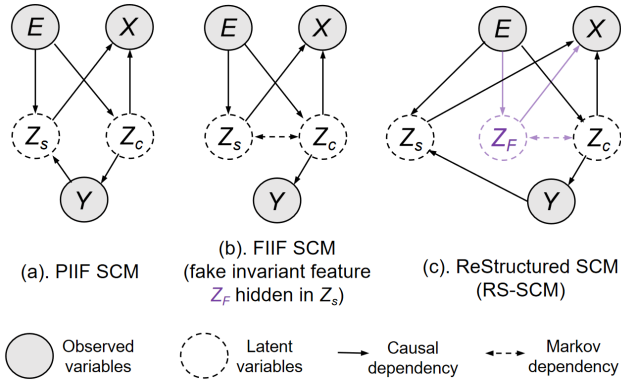 E X
Z_s Z_c
Y
(a). PIIF SCM
E X
Z_s Z_c
Y
(b). FIIF SCM
(fake invariant feature
Z_F hidden in Z_s)
E X
Z_s Z_F Z_c
Y
(c). ReStructured SCM
(RS-SCM)
Observed
variables
Latent
variables
Causal
dependency
Markov
dependency